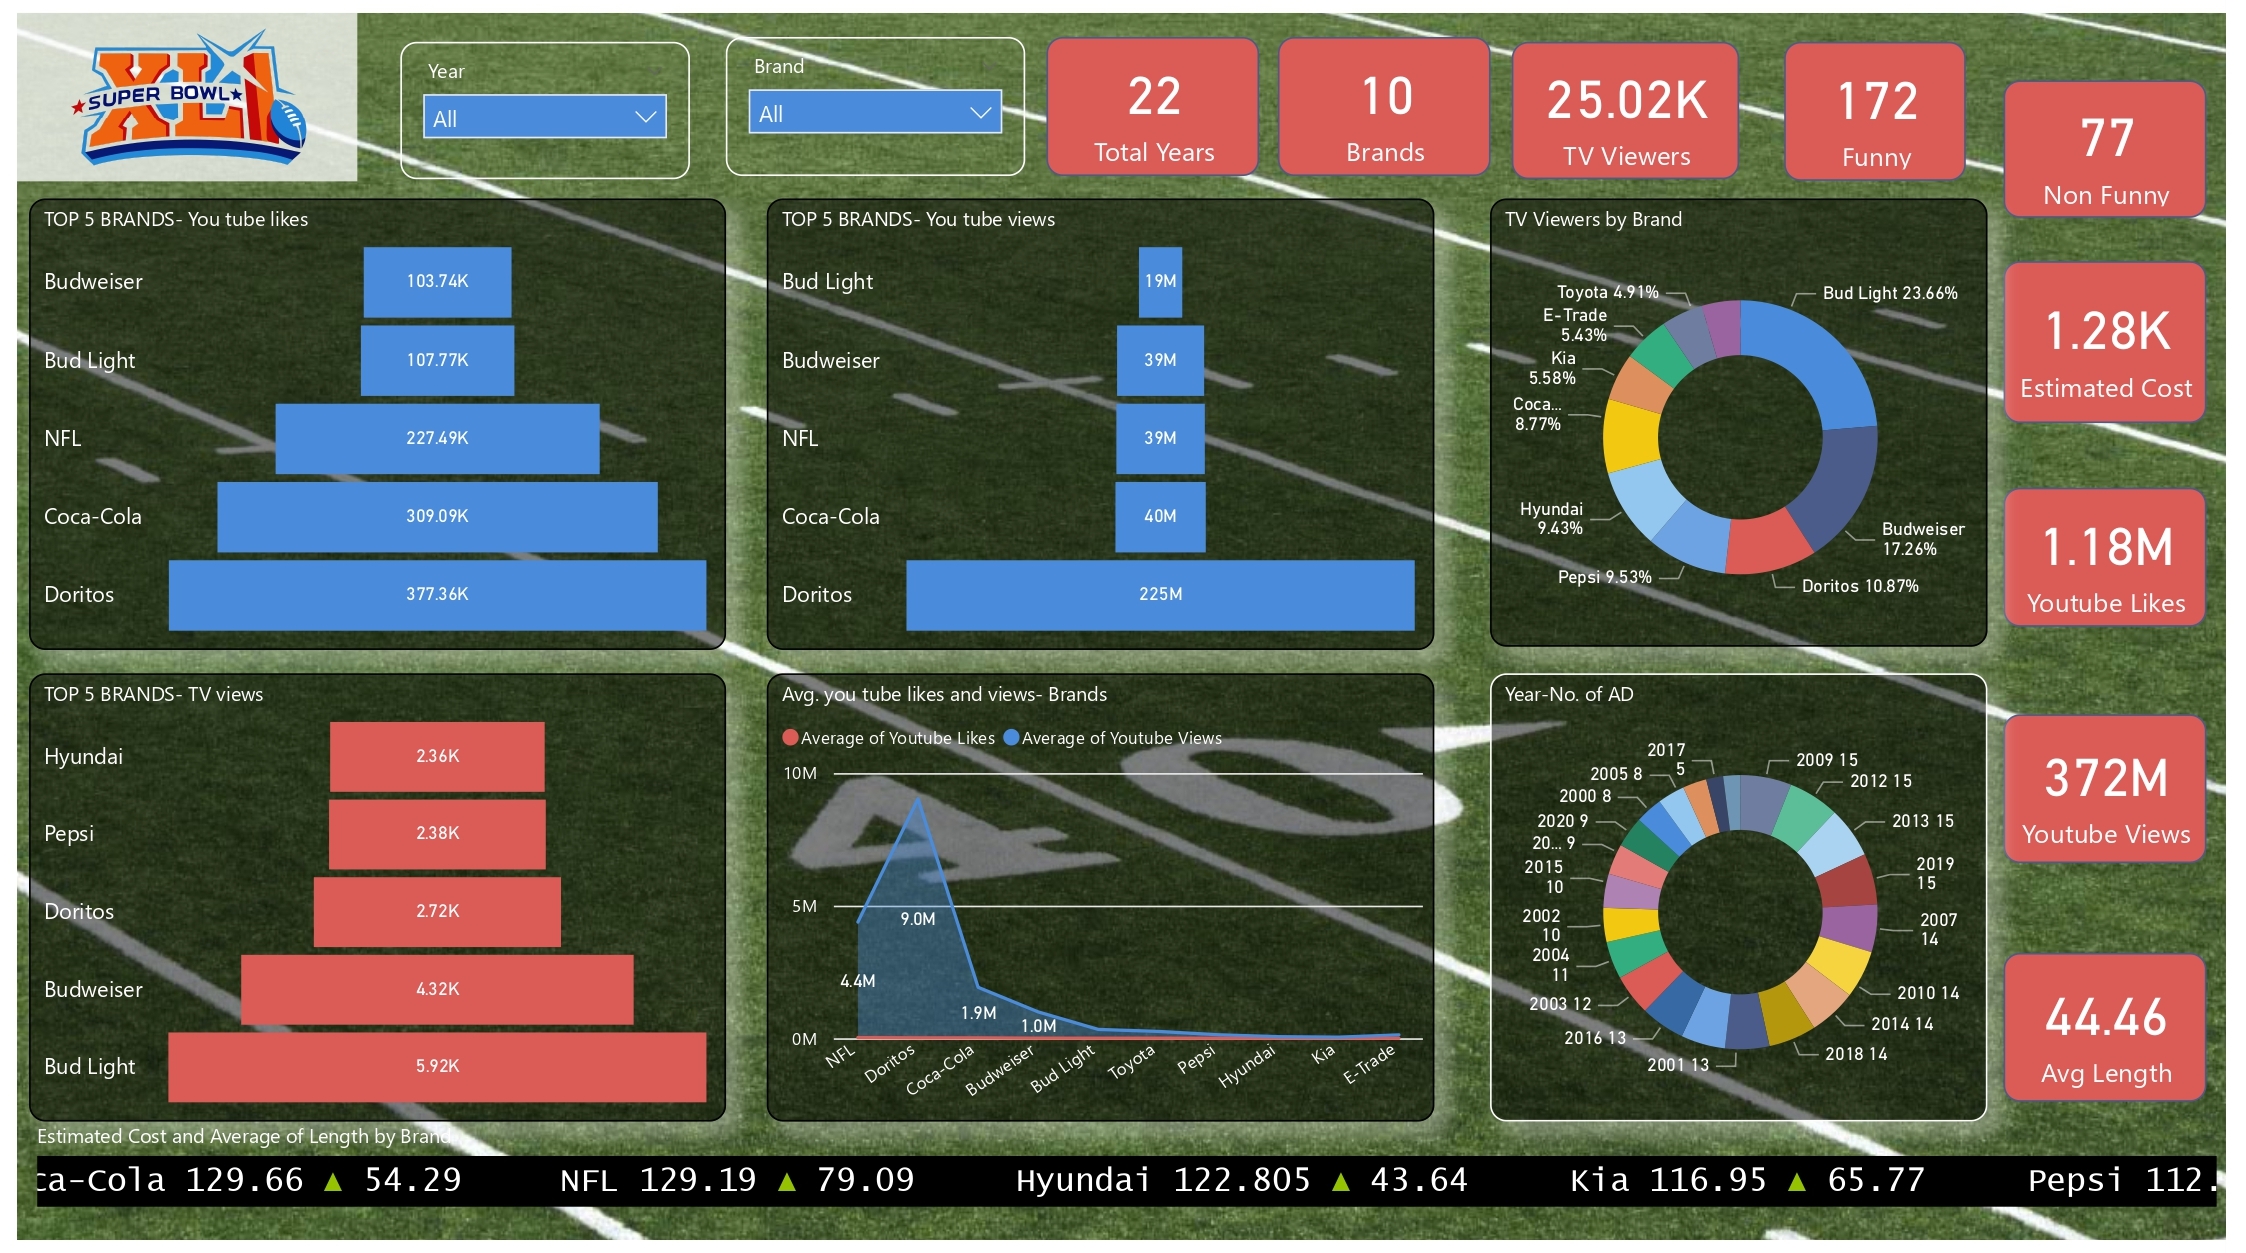 XLI
SUPER BOWL
Year
All
Brand
All
22
Total Years
10
Brands
25.02K
TV Viewers
172
Funny
77
Non Funny
TOP 5 BRANDS- You tube likes
Budweiser 103.74K
Bud Light 107.77K
NFL 227.49K
Coca-Cola 309.09K
Doritos 377.36K
TOP 5 BRANDS- You tube views
Bud Light 19M
Budweiser 39M
NFL 39M
Coca-Cola 40M
Doritos 225M
TV Viewers by Brand
Toyota 4.91%
Bud Light 23.66%
E-Trade
5.43%
Kia
5.58%
Coca...
8.77%
Hyundai
9.43%
Budweiser
17.26%
Pepsi 9.53%
Doritos 10.87%
1.28K
Estimated Cost
1.18M
Youtube Likes
TOP 5 BRANDS- TV views
Hyundai 2.36K
Pepsi 2.38K
Doritos 2.72K
Budweiser 4.32K
Bud Light 5.92K
Avg. you tube likes and views- Brands
Average of Youtube Likes Average of Youtube Views
10M
5M
0M
9.0M
4.4M
1.9M
1.0M
NFL
Doritos
Coca-Cola
Budweiser
Bud Light
Toyota
Pepsi
Hyundai
Kia
E-Trade
4 0
Year-No. of AD
2017
5
2009 15
2005 8
2012 15
2000 8
2013 15
2020 9
20... 9
2015
10
2019
15
2002
10
2007
14
2004
11
2010 14
2003 12
2014 14
2016 13
2018 14
2001 13
372M
Youtube Views
44.46
Avg Length
Estimated Cost and Average of Length by Brand
ca-Cola 129.66 ▲ 54.29 NFL 129.19 ▲ 79.09 Hyundai 122.805 ▲ 43.64 Kia 116.95 ▲ 65.77 Pepsi 112.